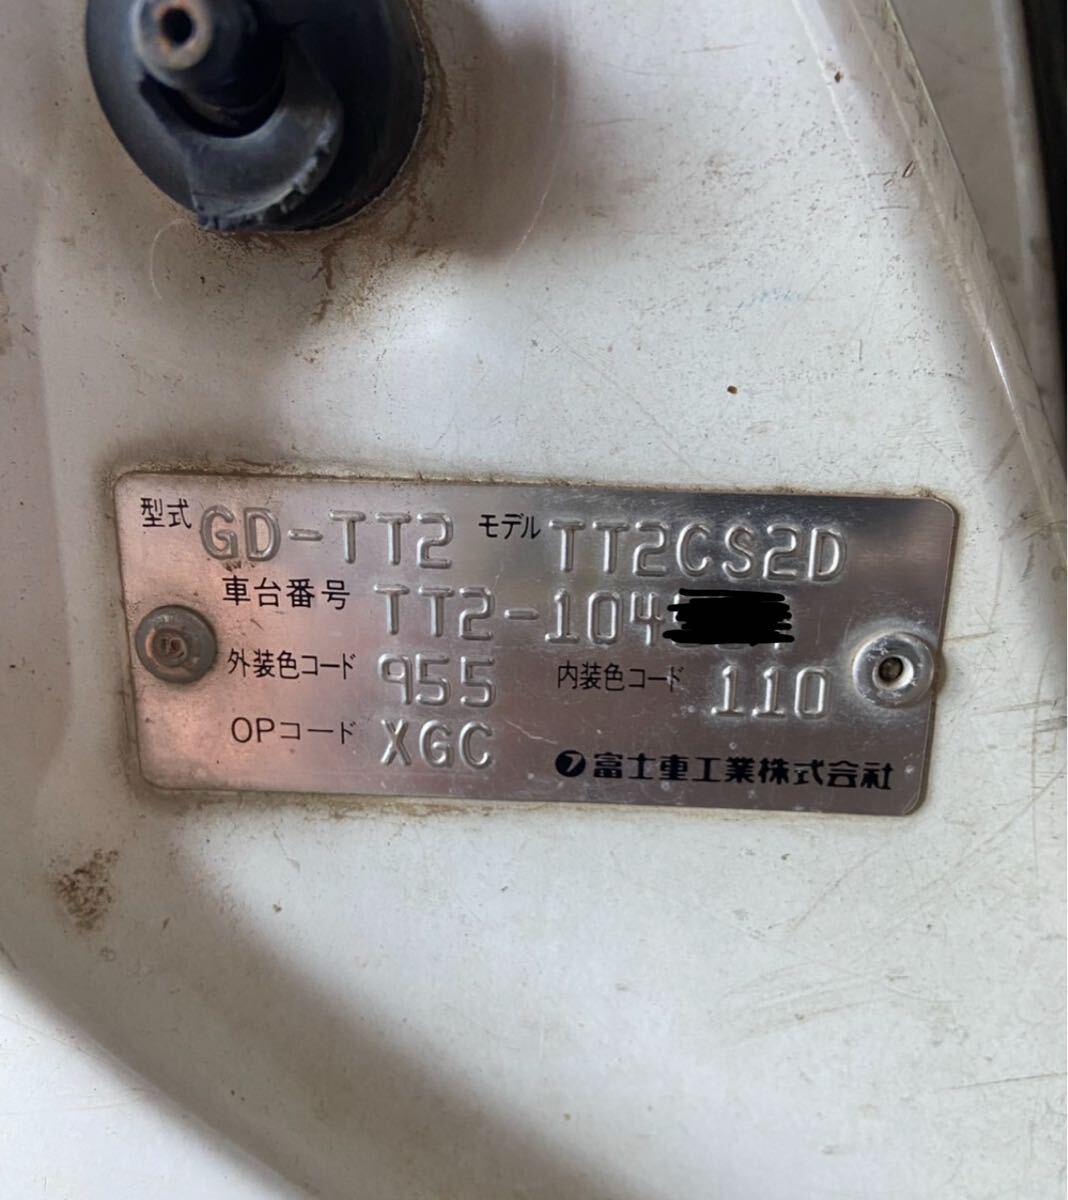 型式 GD-TT2 モデル TT2CS2D
車台番号 TT2-104
外装色コード 955 内装色コード 110
OPコード XGC
フ 富士重工業株式会社